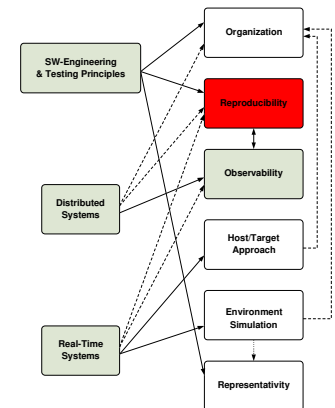 Organization
SW-Engineering
& Testing Principles
Reproducibility
Observability
Distributed
Systems
Host/Target
Approach
Environment
Simulation
Real-Time
Systems
Representativity